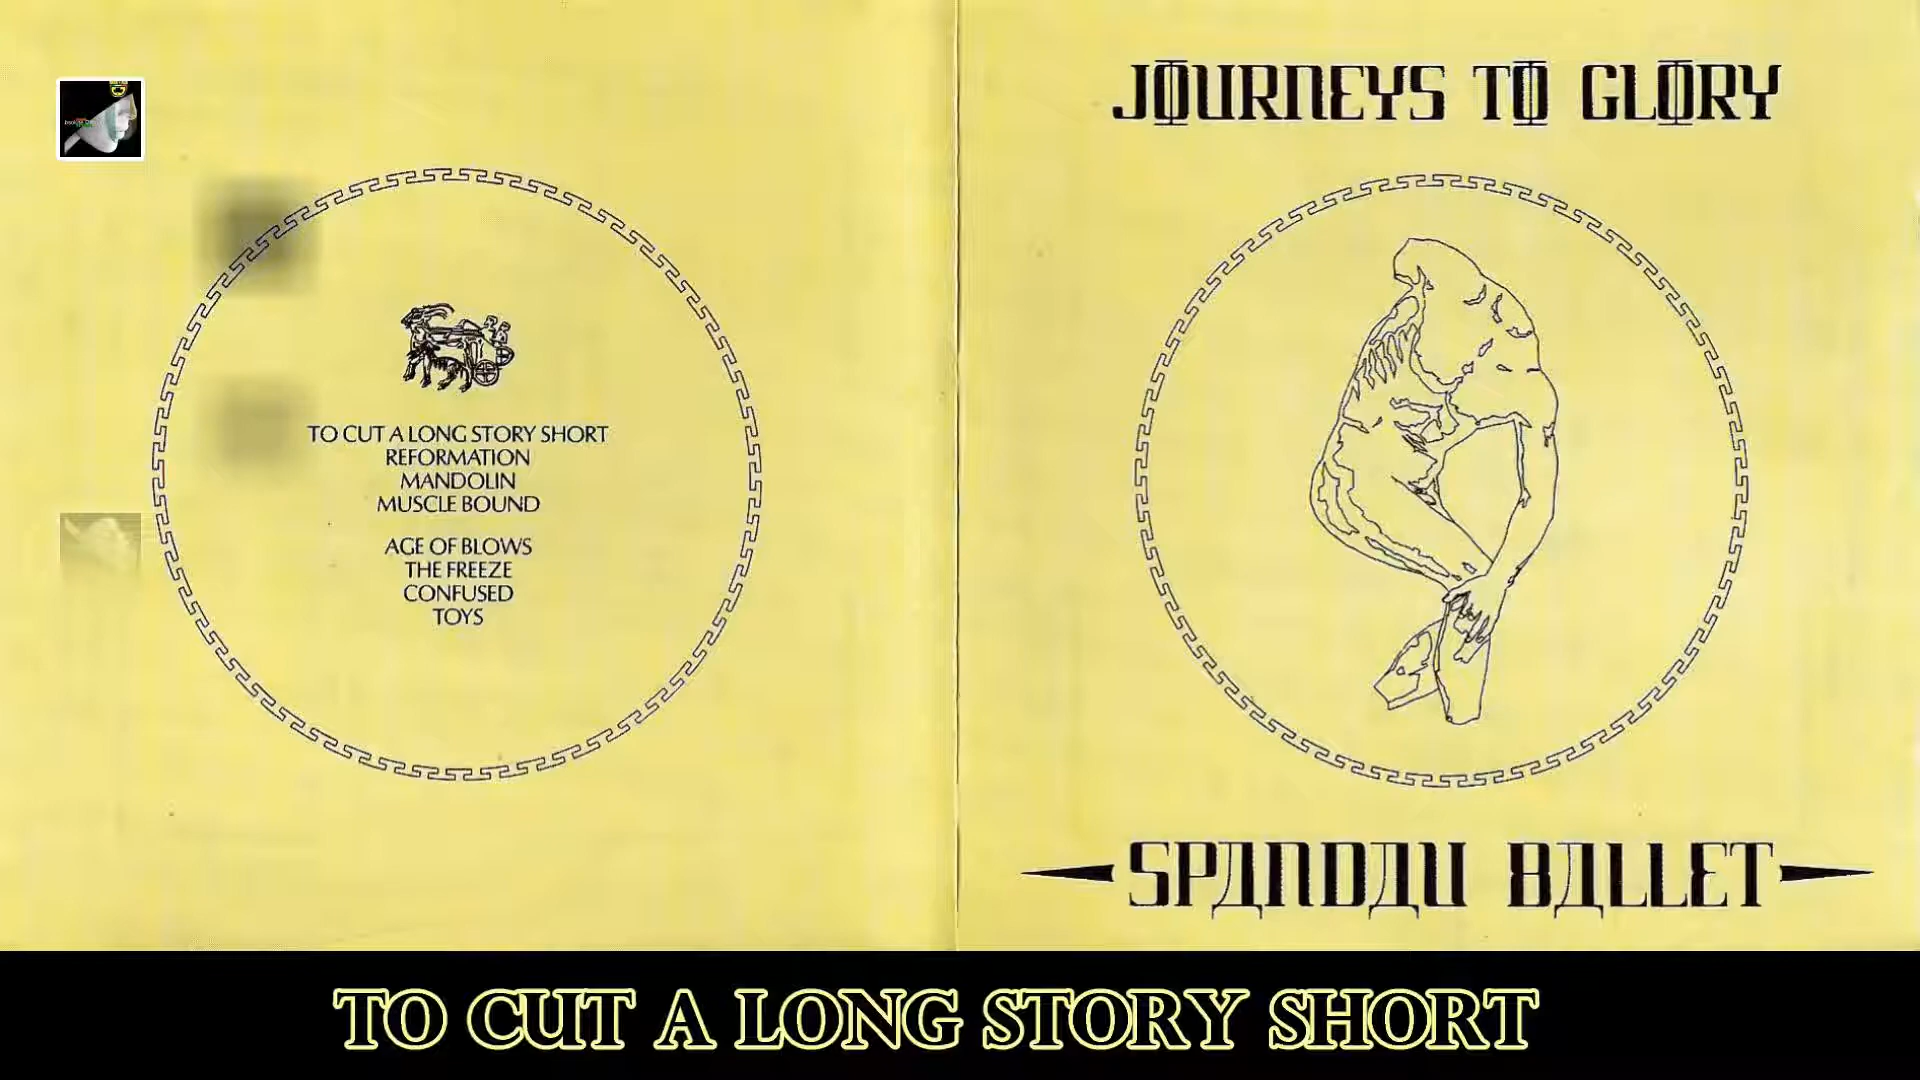 TO CUT A LONG STORY SHORT
REFORMATION
MANDOLIN
MUSCLE BOUND
AGE OF BLOWS
THE FREEZE
CONFUSED
TOYS
JOURNEYS TO GLORY
SPANDAU BALLET
TO CUT A LONG STORY SHORT